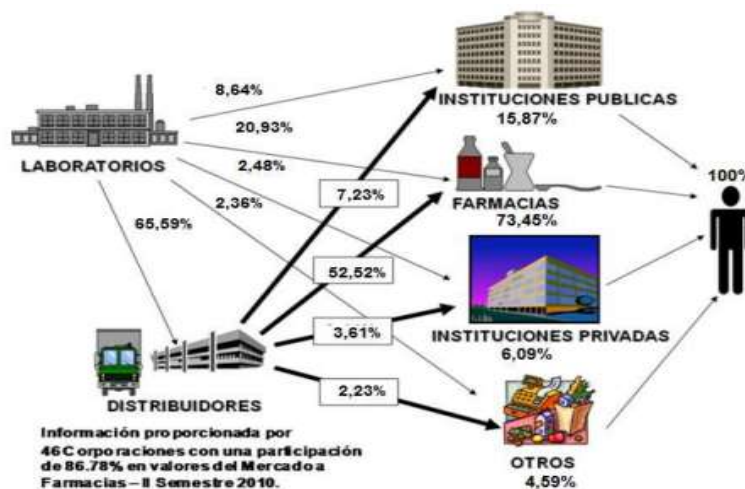 8,64%
INSTITUCIONES PUBLICAS
15,87%
20,93%
LABORATORIOS
2,48%
100%
7,23%
FARMACIAS
73,45%
2,36%
65,59%
52,52%
3,61%
INSTITUCIONES PRIVADAS
6,09%
2,23%
DISTRIBUIDORES
Información proporcionada por
46C orporaciones con una participación
de 86.78% en valores del Mercado a
Farmacias – II Semestre 2010.
OTROS
4,59%